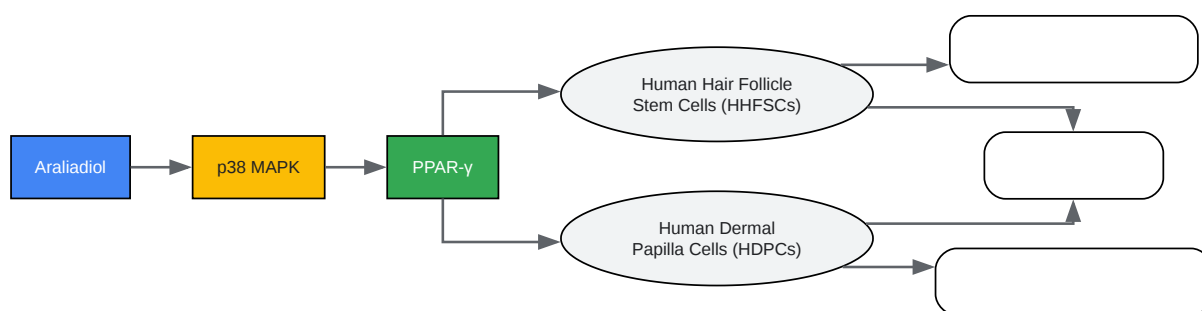 Araliadiol
p38 MAPK
PPAR-γ
Human Hair Follicle
Stem Cells (HHFSCs)
Human Dermal
Papilla Cells (HDPCs)